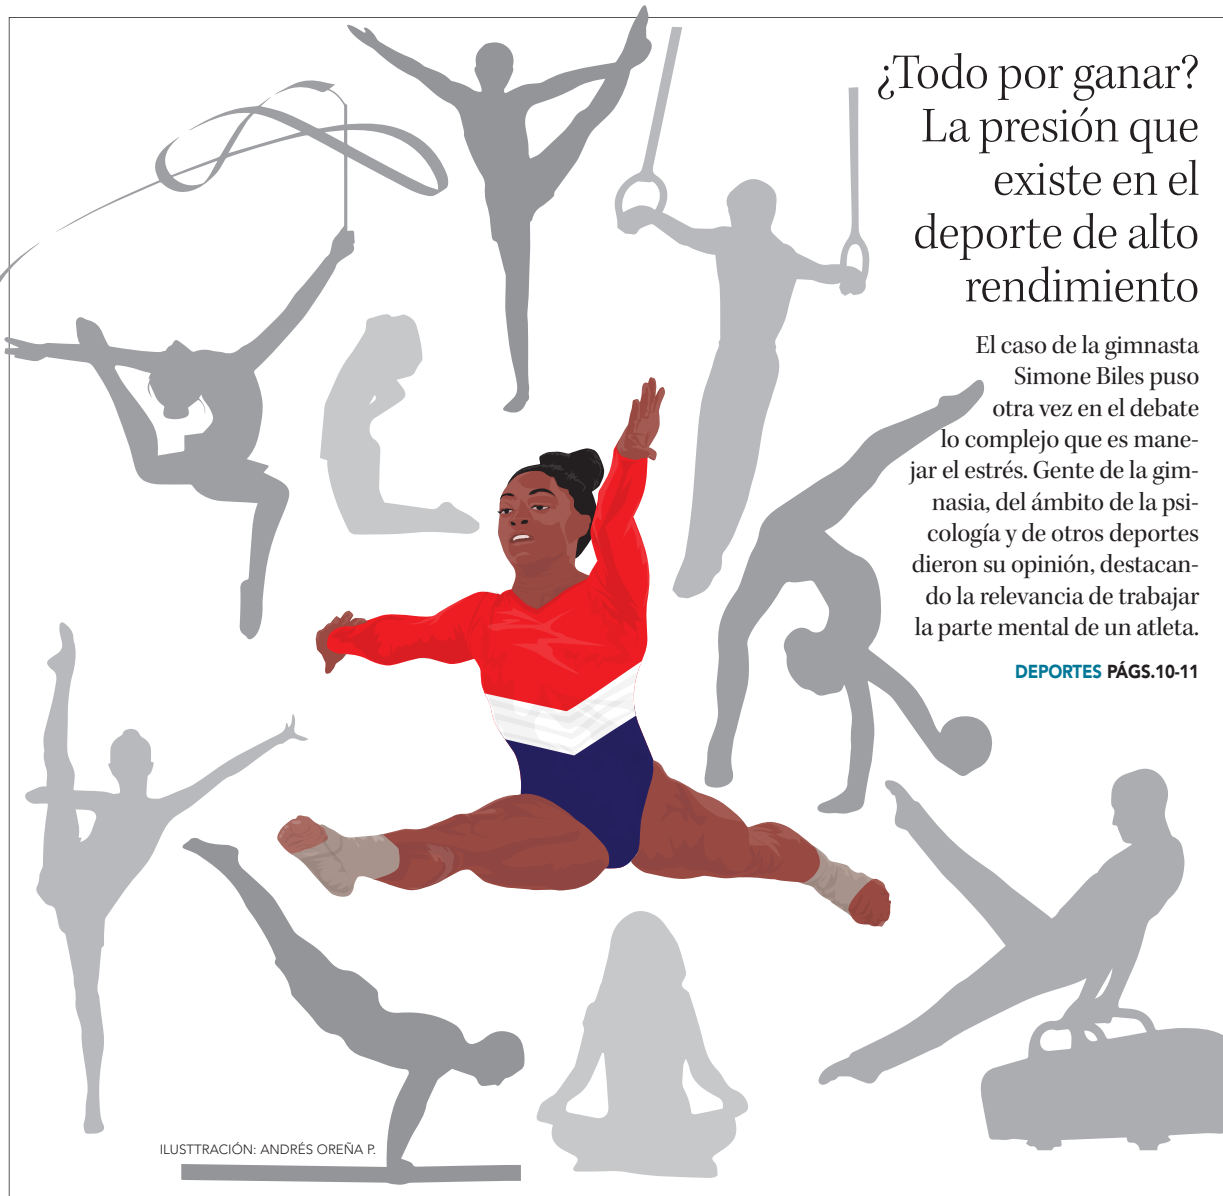 ¿Todo por ganar?
La presión que
existe en el
deporte de alto
rendimiento
El caso de la gimnasta
Simone Biles puso
otra vez en el debate
lo complejo que es mane-
jar el estrés. Gente de la gim-
nasia, del ámbito de la psi-
cología y de otros deportes
dieron su opinión, destacan-
do la relevancia de trabajar
la parte mental de un atleta.
DEPORTES PÁGS.10-11
ILUSTTRACIÓN: ANDRÉS OREÑA P.